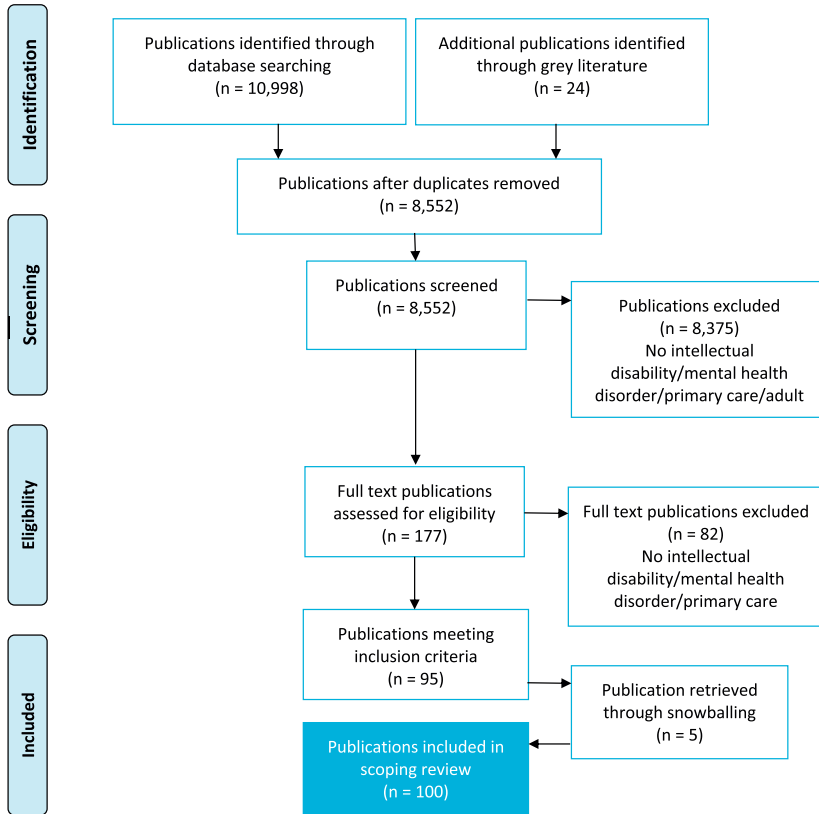 Identification
Publications identified through
database searching
(n = 10,998)
Additional publications identified
through grey literature
(n = 24)
Publications after duplicates removed
(n = 8,552)
Screening
Publications screened
(n = 8,552)
Publications excluded
(n = 8,375)
No intellectual
disability/mental health
disorder/primary care/adult
Eligibility
Full text publications
assessed for eligibility
(n = 177)
Full text publications excluded
(n = 82)
No intellectual
disability/mental health
disorder/primary care
Included
Publications meeting
inclusion criteria
(n = 95)
Publication retrieved
through snowballing
(n = 5)
Publications included in
scoping review
(n = 100)